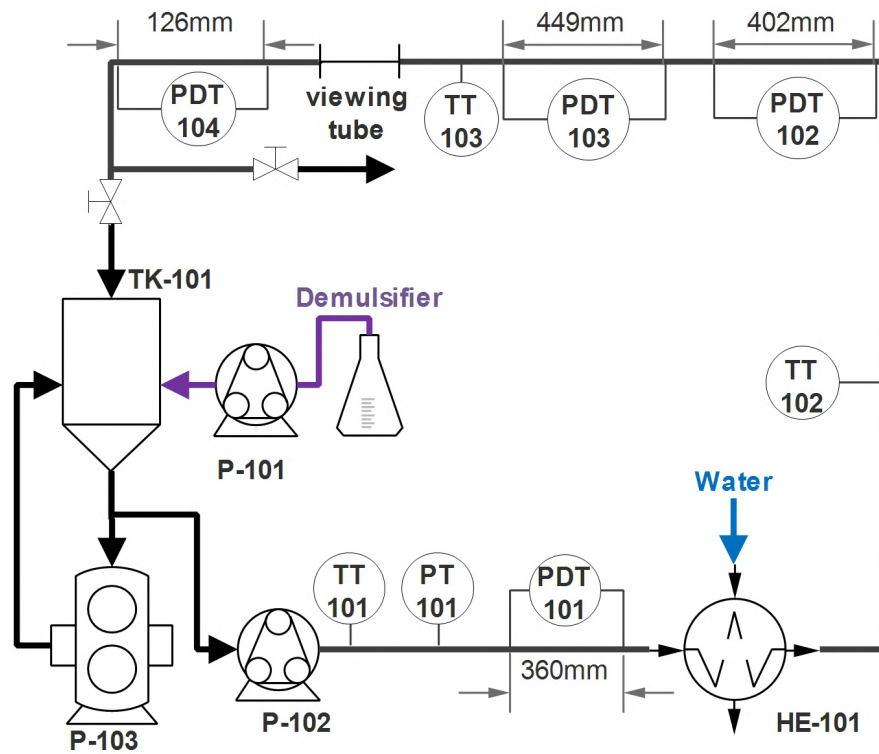 126mm
449mm
402mm
PDT
104
viewing
tube
TT
103
PDT
103
PDT
102
TK-101
Demulsifier
TT
102
P-101
Water
TT
101
PT
101
PDT
101
360mm
P-103
P-102
HE-101